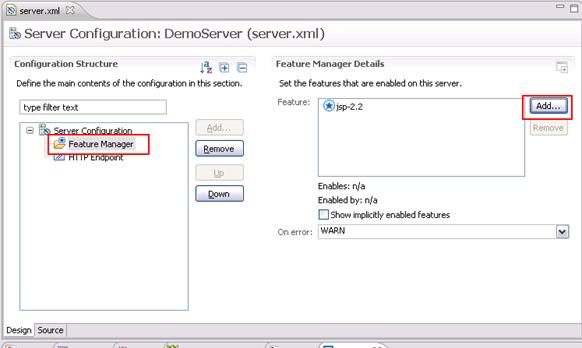 server.xml
Server Configuration: DemoServer (server.xml)
Configuration Structure
Define the main contents of the configuration in this section.
type filter text
Server Configuration
Feature Manager
HTTP Endpoint
Add...
Remove
Up
Down
Feature Manager Details
Set the features that are enabled on this server.
Feature:
jsp-2.2
Add...
Remove
Enables: n/a
Enabled by: n/a
Show implicitly enabled features
On error:
WARN
Design
Source